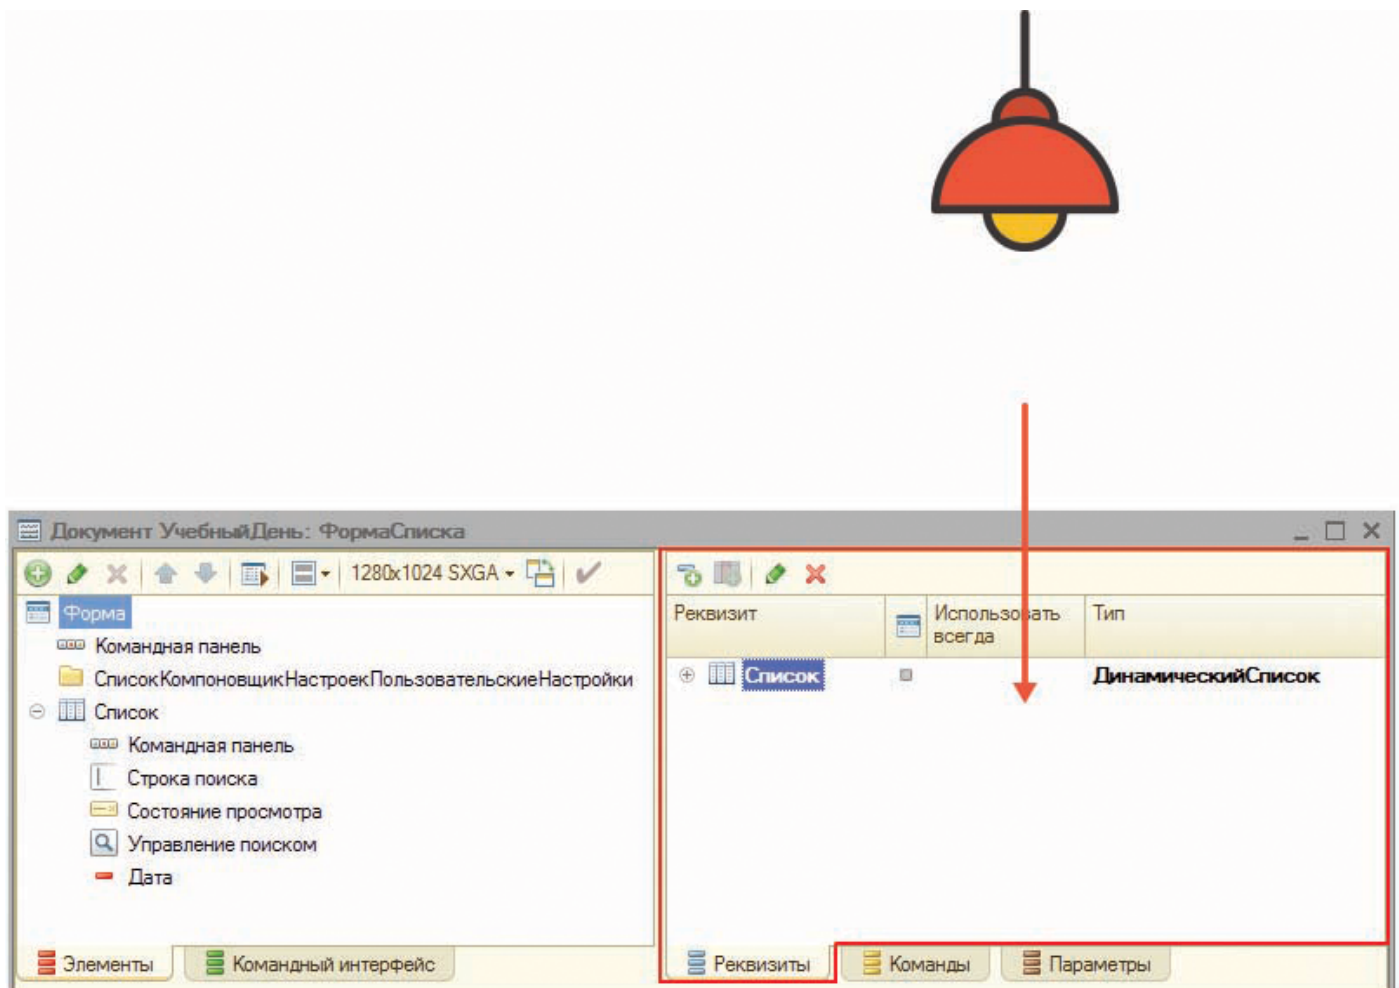 Документ УчебныйДень: ФормаСписка
1280x1024 SXGA
Форма
Командная панель
СписокКомпоновщикНастроекПользовательскиеНастройки
Список
Командная панель
Строка поиска
Состояние просмотра
Управление поиском
Дата
Элементы
Командный интерфейс
Реквизит
Использовать
всегда
Тип
Список
ДинамическийСписок
Реквизиты
Команды
Параметры